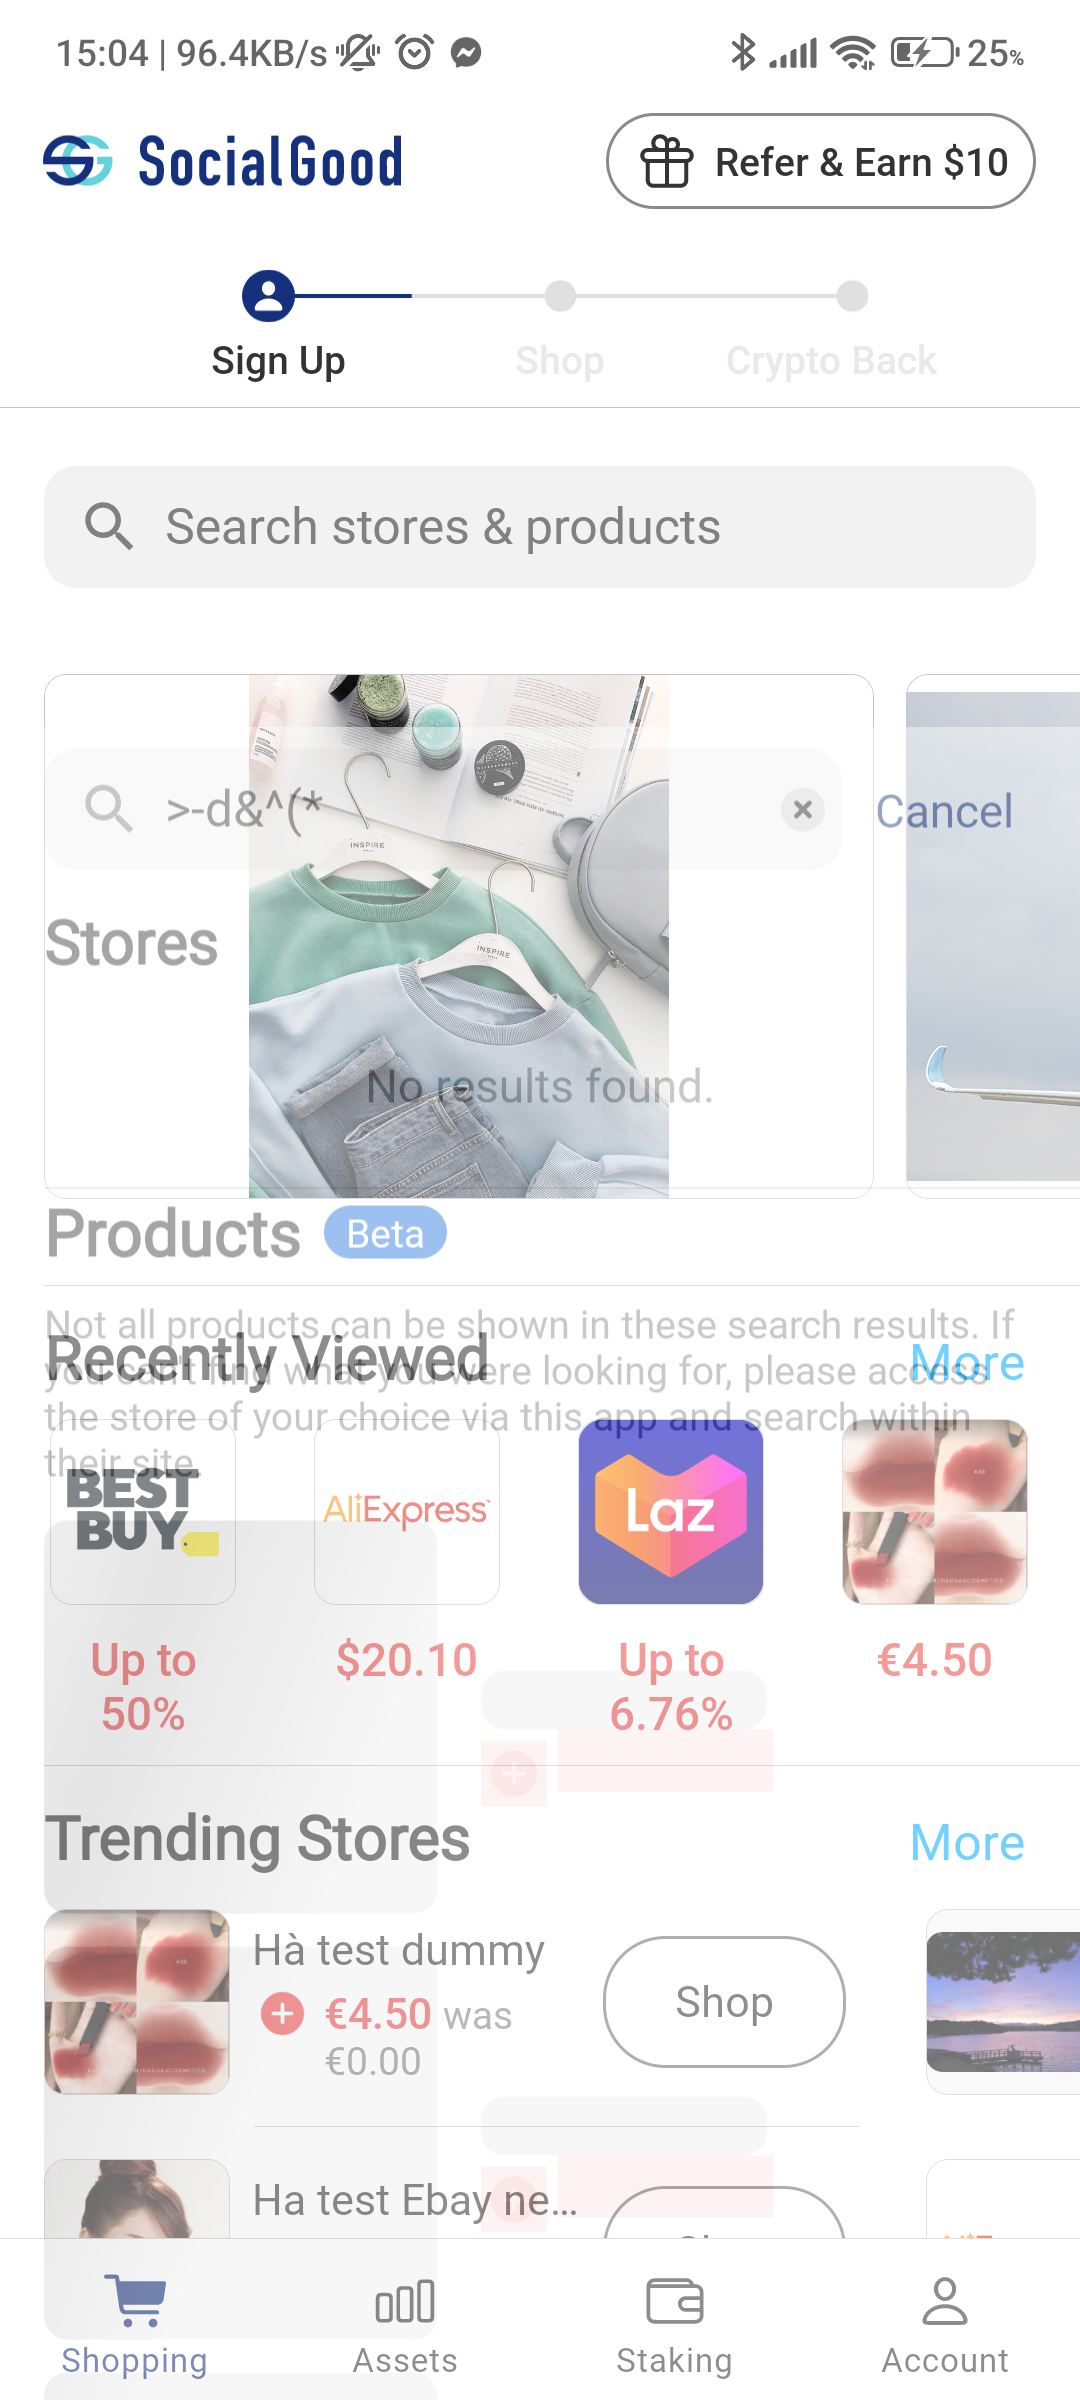 15:04 | 96.4KB/s
25%
SocialGood
Refer & Earn $10
Sign Up
Shop
Crypto Back
Search stores & products
>-d&^(*
Cancel
INSPIRE
INSPIRE
Stores
No results found.
Products
Beta
Not all products can be shown in these search results. If
you can't find what you were looking for, please access
the store of your choice via this app and search within
their site.
Recently Viewed
More
BEST
BUY
AliExpress
Laz
Up to
50%
$20.10
Up to
6.76%
€4.50
Trending Stores
More
Hà test dummy
€4.50 was
€0.00
Shop
Ha test Ebay ne...
Shopping
Assets
Staking
Account